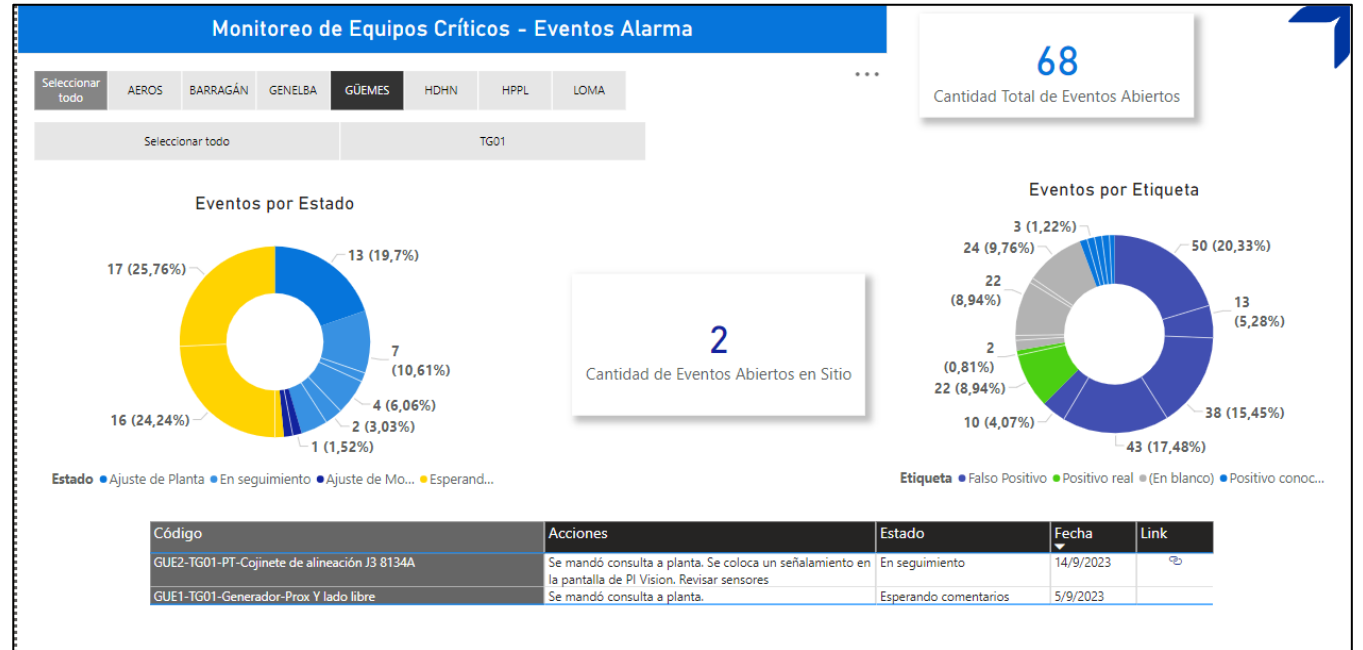 Monitoreo de Equipos Críticos - Eventos Alarma
68
Cantidad Total de Eventos Abiertos
Seleccionar
todo
AEROS
BARRAGÁN
GENELBA
GÜEMES
HDHN
HPPL
LOMA
Seleccionar todo
TG01
Eventos por Estado
13 (19,7%)
7
(10,61%)
4 (6,06%)
2 (3,03%)
1 (1,52%)
16 (24,24%)
17 (25,76%)
Estado
Ajuste de Planta
En seguimiento
Ajuste de Mo...
Esperand...
2
Cantidad de Eventos Abiertos en Sitio
Eventos por Etiqueta
50 (20,33%)
13
(5,28%)
38 (15,45%)
43 (17,48%)
10 (4,07%)
22 (8,94%)
2
(0,81%)
22
(8,94%)
24 (9,76%)
3 (1,22%)
Etiqueta
Falso Positivo
Positivo real
(En blanco)
Positivo conoc...
Código
Acciones
Estado
Fecha
Link
GUE2-TG01-PT-Cojinete de alineación J3 8134A
Se mandó consulta a planta. Se coloca un señalamiento en
la pantalla de PI Vision. Revisar sensores
En seguimiento
14/9/2023
GUE1-TG01-Generador-Prox Y lado libre
Se mandó consulta a planta.
Esperando comentarios
5/9/2023